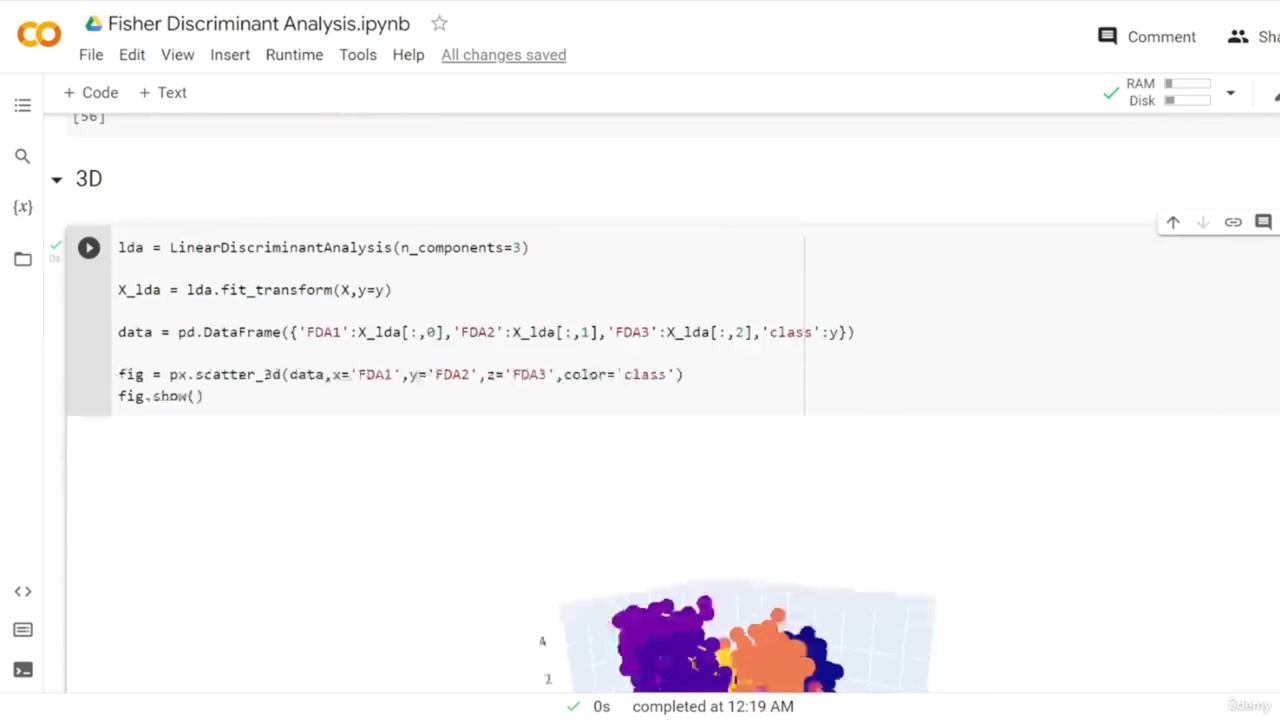 Fisher Discriminant Analysis.ipynb
File Edit View Insert Runtime Tools Help All changes saved
Comment
Sha
+ Code + Text
RAM
Disk
[56]
3D
{x}
0s
lda = LinearDiscriminantAnalysis(n_components=3)
X_lda = lda.fit_transform(X,y=y)
data = pd.DataFrame({'FDA1':X_lda[:,0],'FDA2':X_lda[:,1],'FDA3':X_lda[:,2],'class':y})
fig = px.scatter_3d(data,x='FDA1',y='FDA2',z='FDA3',color='class')
fig.show()
4
2
0s completed at 12:19 AM
ûdemy